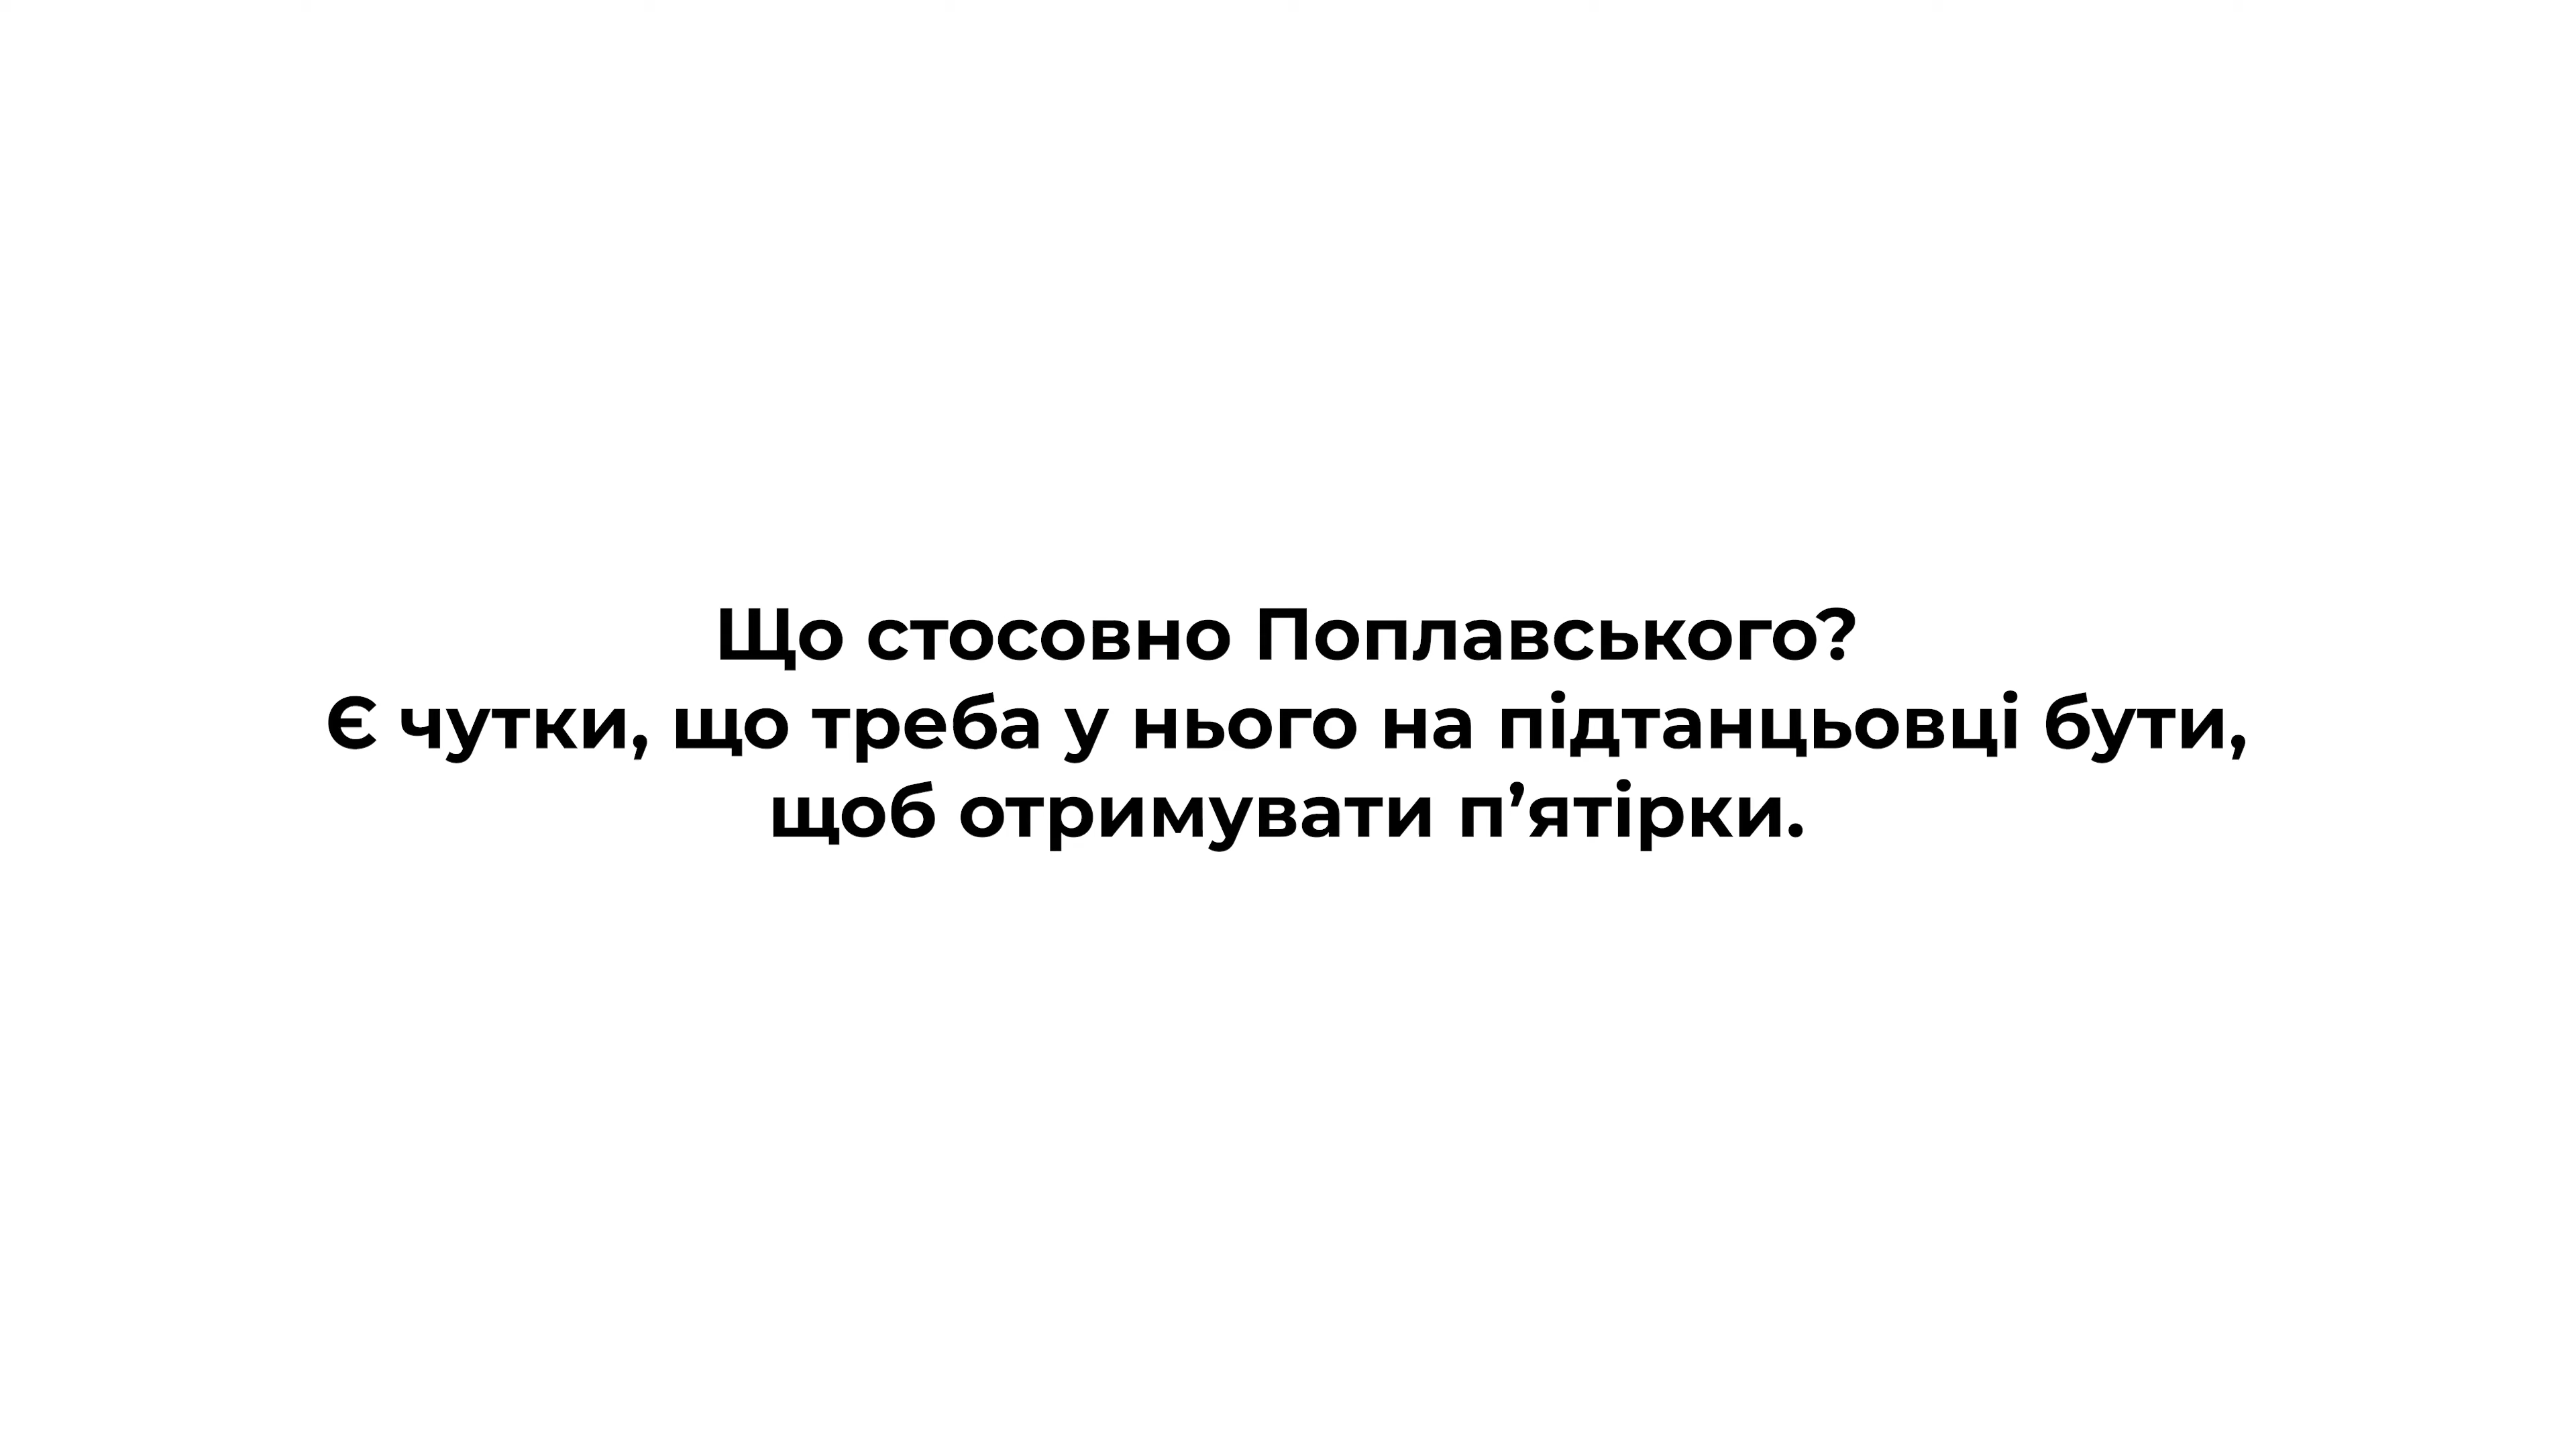 Що стосовно Поплавського?
Є чутки, що треба у нього на підтанцьовці бути,
щоб отримувати п’ятірки.